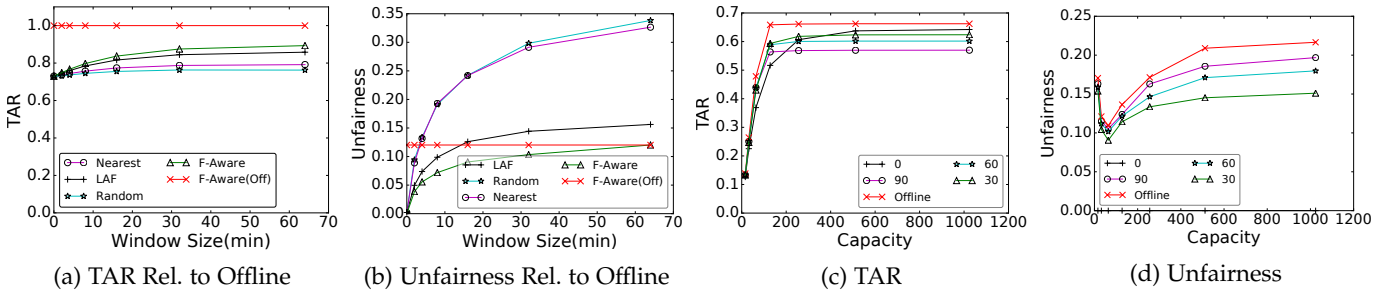 1.0
0.8
0.6
0.4
0.2
0.0
TAR
Nearest
LAF
Random
F-Aware
F-Aware(Off)
0 10 20 30 40 50 60 70
Window Size(min)
(a) TAR Rel. to Offline
0.35
0.30
0.25
0.20
0.15
0.10
0.05
0.00
Unfairness
LAF
Random
Nearest
F-Aware
F-Aware(Off)
0 10 20 30 40 50 60 70
Window Size(min)
(b) Unfairness Rel. to Offline
0.7
0.6
0.5
0.4
0.3
0.2
0.1
0.0
TAR
0
90
Offline
60
30
0 200 400 600 800 1000 1200
Capacity
(c) TAR
0.25
0.20
0.15
0.10
0.05
0.00
Unfairness
0
90
Offline
60
30
0 200 400 600 800 1000 1200
Capacity
(d) Unfairness